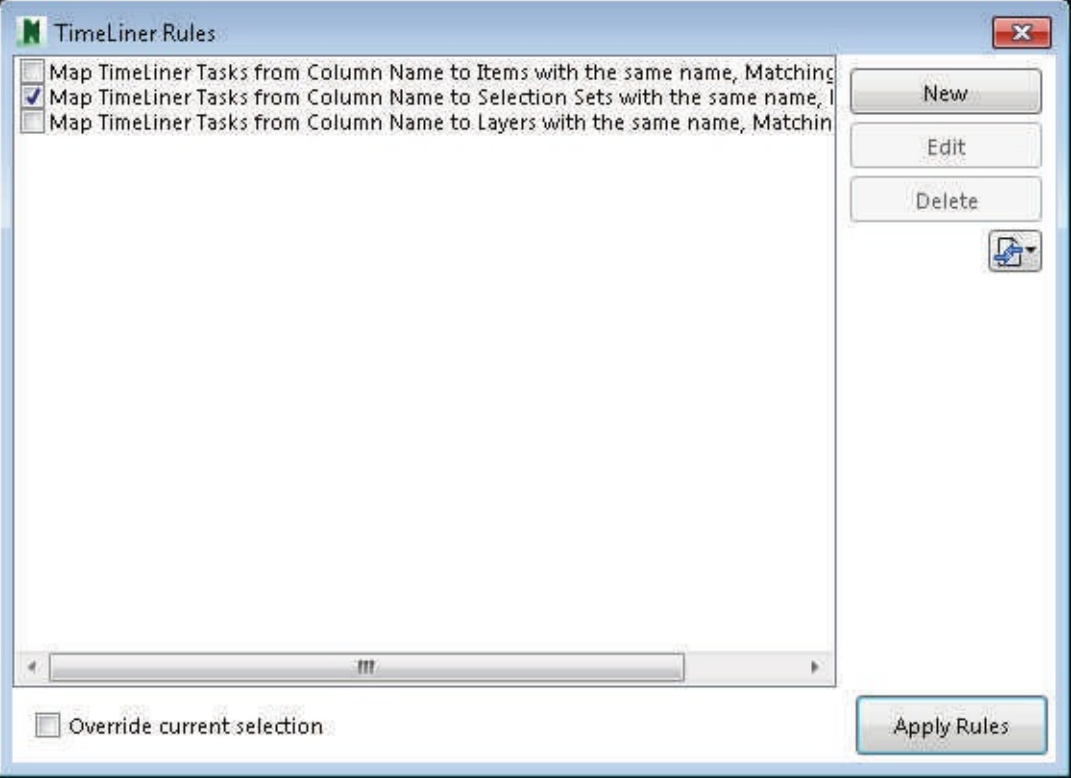 TimeLiner Rules
Map TimeLiner Tasks from Column Name to Items with the same name, Matching
Map TimeLiner Tasks from Column Name to Selection Sets with the same name,
Map TimeLiner Tasks from Column Name to Layers with the same name, Matchin
New
Edit
Delete
Override current selection
Apply Rules